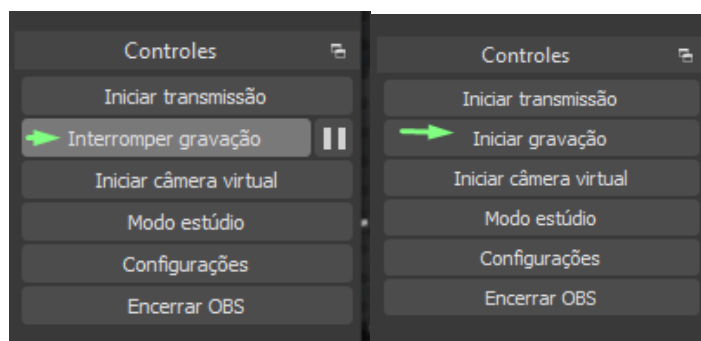 Controles
Iniciar transmissão
Interromper gravação
Iniciar câmera virtual
Modo estúdio
Configurações
Encerrar OBS
Controles
Iniciar transmissão
Iniciar gravação
Iniciar câmera virtual
Modo estúdio
Configurações
Encerrar OBS